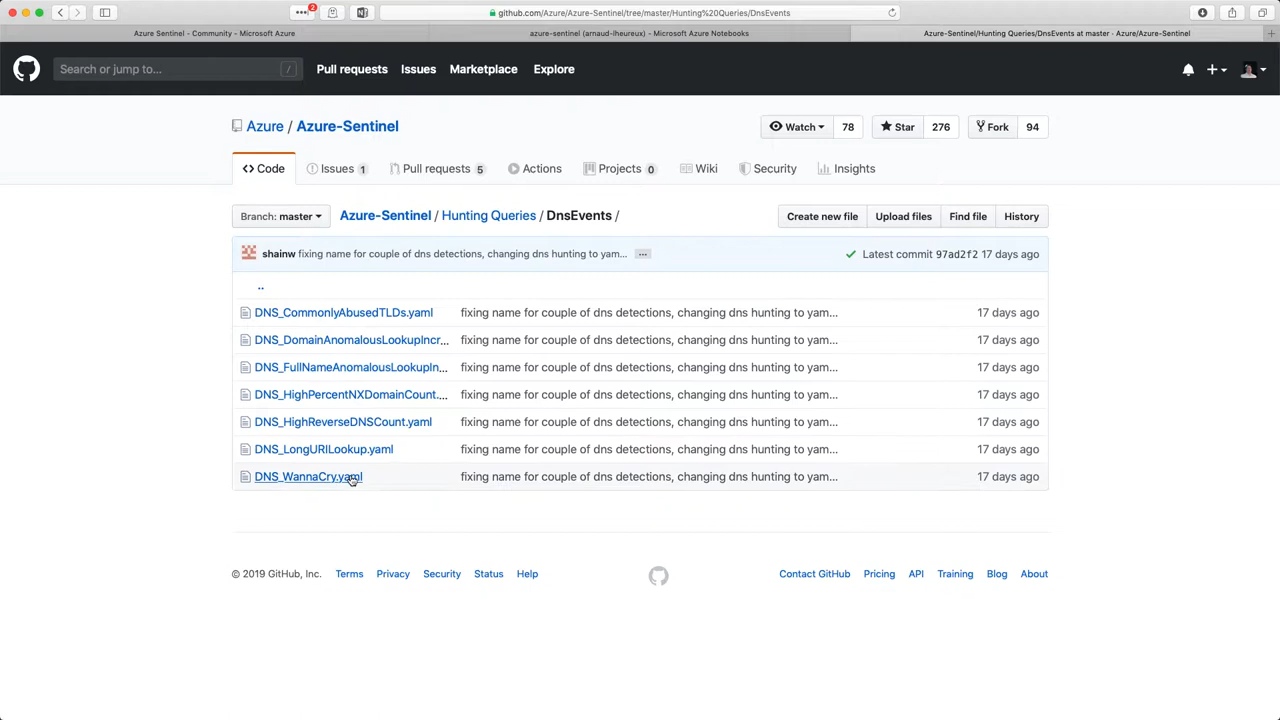 ••• 2
github.com/Azure/Azure-Sentinel/tree/master/Hunting%20Queries/DnsEvents
Azure Sentinel - Community - Microsoft Azure
azure-sentinel (arnaud-lheureux) - Microsoft Azure Notebooks
Azure-Sentinel/Hunting Queries/DnsEvents at master · Azure/Azure-Sentinel
Search or jump to... /
Pull requests Issues Marketplace Explore
Azure / Azure-Sentinel
Watch 78 Star 276 Fork 94
<> Code Issues 1 Pull requests 5 Actions Projects 0 Wiki Security Insights
Branch: master Azure-Sentinel / Hunting Queries / DnsEvents / Create new file Upload files Find file History
shainw fixing name for couple of dns detections, changing dns hunting to yam... ... Latest commit 97ad2f2 17 days ago
..
DNS_CommonlyAbusedTLDs.yaml fixing name for couple of dns detections, changing dns hunting to yam... 17 days ago
DNS_DomainAnomalousLookupIncr... fixing name for couple of dns detections, changing dns hunting to yam... 17 days ago
DNS_FullNameAnomalousLookupIn... fixing name for couple of dns detections, changing dns hunting to yam... 17 days ago
DNS_HighPercentNXDomainCount.... fixing name for couple of dns detections, changing dns hunting to yam... 17 days ago
DNS_HighReverseDNSCount.yaml fixing name for couple of dns detections, changing dns hunting to yam... 17 days ago
DNS_LongURILookup.yaml fixing name for couple of dns detections, changing dns hunting to yam... 17 days ago
DNS_WannaCry.yaml fixing name for couple of dns detections, changing dns hunting to yam... 17 days ago
© 2019 GitHub, Inc. Terms Privacy Security Status Help Contact GitHub Pricing API Training Blog About